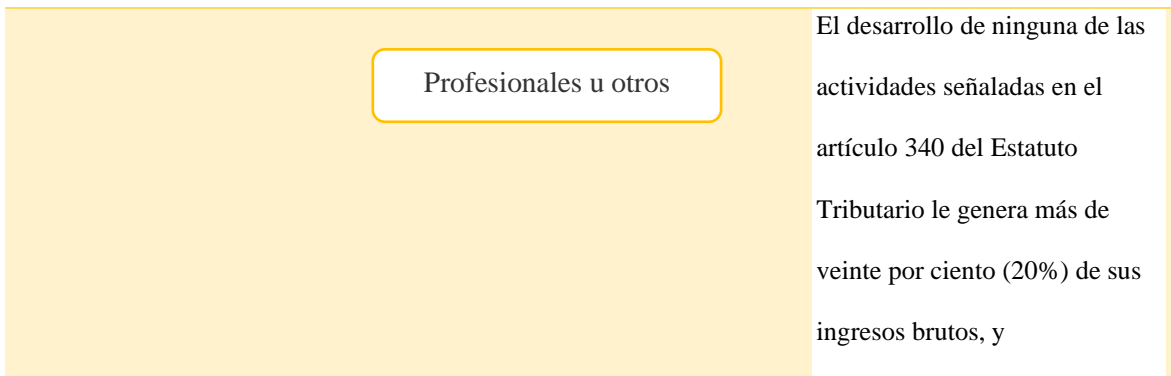 Profesionales u otros
El desarrollo de ninguna de las
actividades señaladas en el
artículo 340 del Estatuto
Tributario le genera más de
veinte por ciento (20%) de sus
ingresos brutos, y